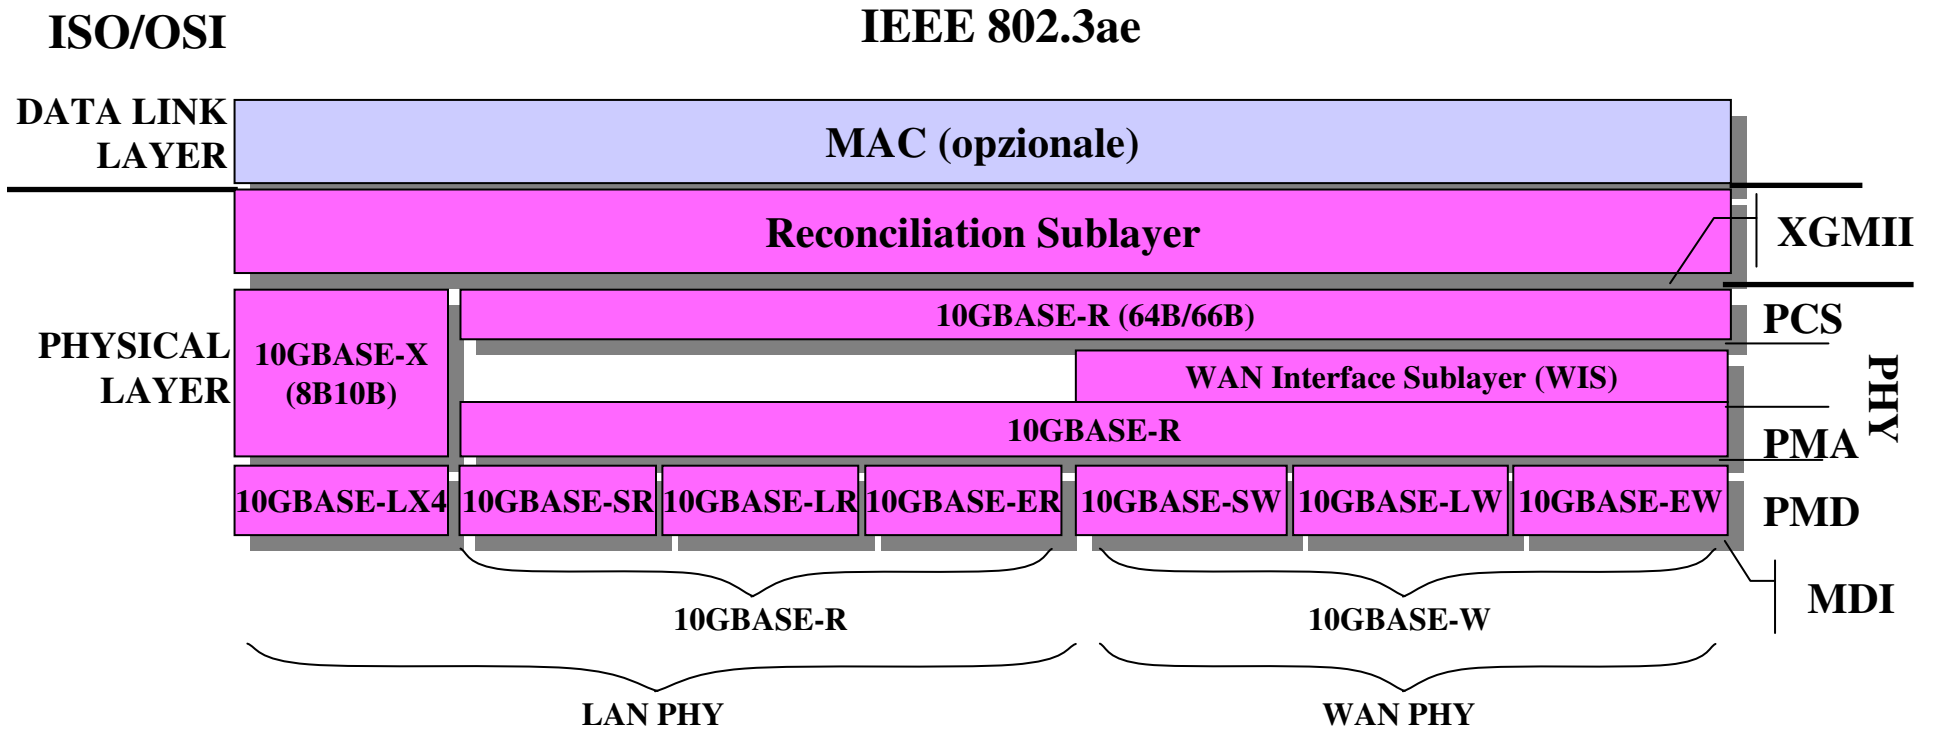 ISO/OSI
IEEE 802.3ae
DATA LINK
LAYER
MAC (opzionale)
Reconciliation Sublayer
XGMII
10GBASE-R (64B/66B)
PCS
PHYSICAL
LAYER
10GBASE-X
(8B10B)
WAN Interface Sublayer (WIS)
PHY
10GBASE-R
PMA
10GBASE-LX4
10GBASE-SR
10GBASE-LR
10GBASE-ER
10GBASE-SW
10GBASE-LW
10GBASE-EW
PMD
MDI
10GBASE-R
10GBASE-W
LAN PHY
WAN PHY